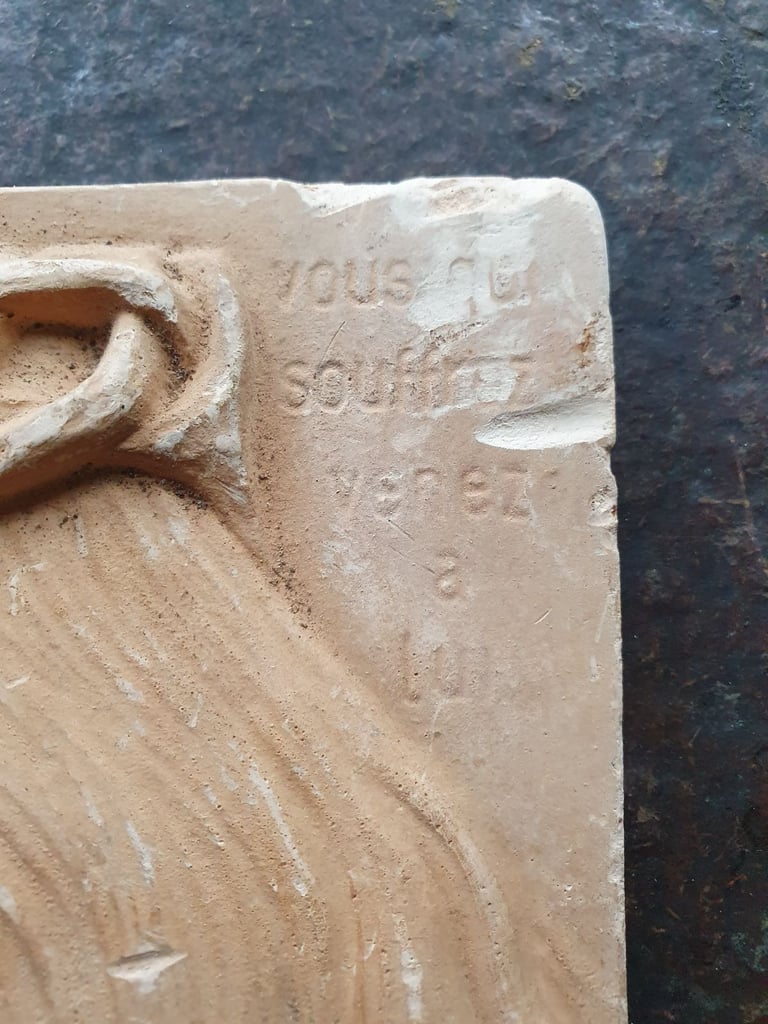 vous qui
souffrez
venez
a
lui